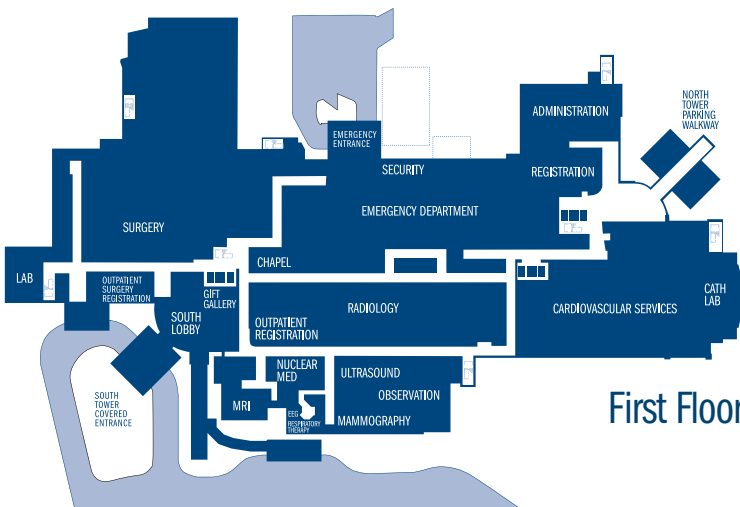 NORTH
TOWER
PARKING
WALKWAY
ADMINISTRATION
EMERGENCY
ENTRANCE
SECURITY
REGISTRATION
EMERGENCY DEPARTMENT
SURGERY
CHAPEL
LAB
OUTPATIENT
SURGERY
REGISTRATION
GIFT
GALLERY
SOUTH
LOBBY
OUTPATIENT
REGISTRATION
RADIOLOGY
CARDIOVASCULAR SERVICES
CATH
LAB
NUCLEAR
MED
ULTRASOUND
OBSERVATION
MRI
EEG
RESPIRATORY
THERAPY
MAMMOGRAPHY
SOUTH
TOWER
COVERED
ENTRANCE
First Floor